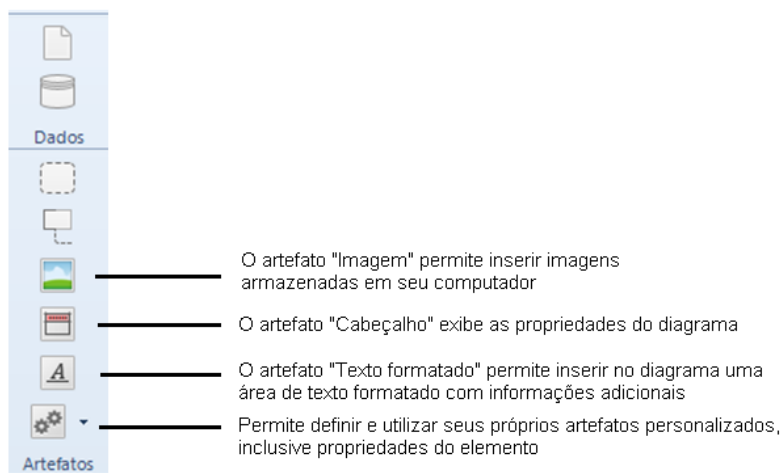 Dados
O artefato "Imagem" permite inserir imagens
armazenadas em seu computador
O artefato "Cabeçalho" exibe as propriedades do diagrama
A
O artefato "Texto formatado" permite inserir no diagrama uma
área de texto formatado com informações adicionais
Permite definir e utilizar seus próprios artefatos personalizados,
inclusive propriedades do elemento
Artefatos